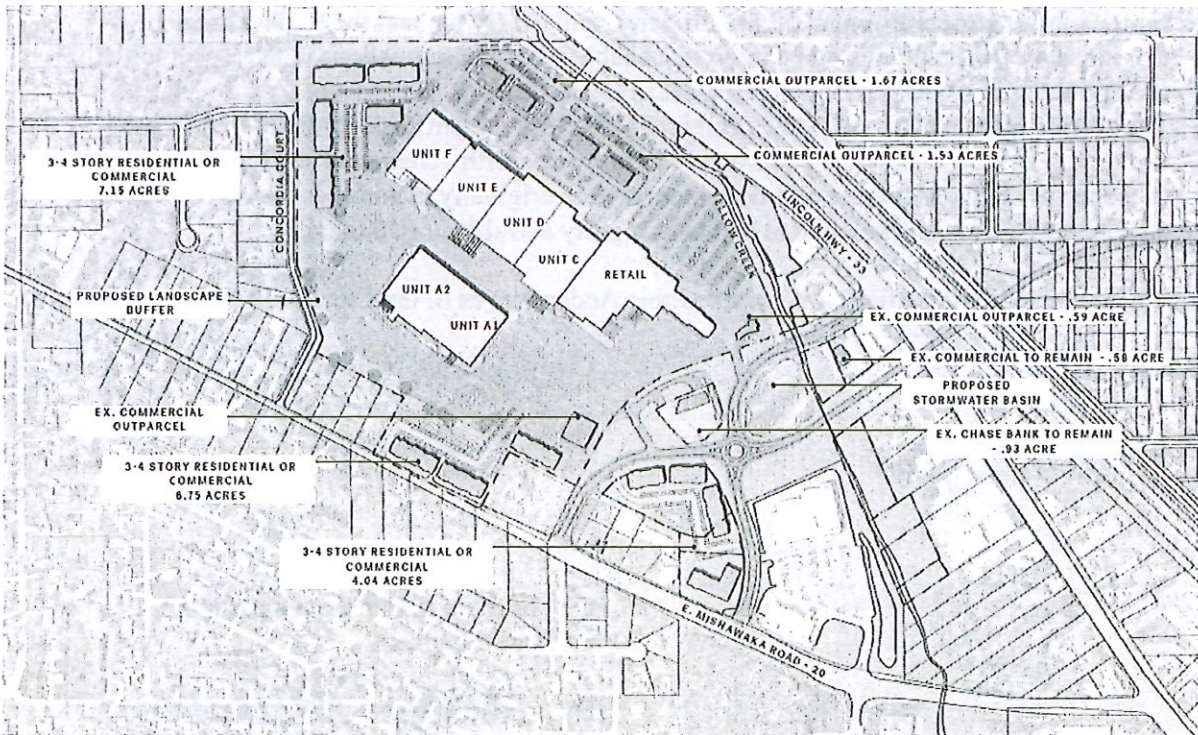 COMMERCIAL OUTPARCEL - 1.67 ACRES
3-4 STORY RESIDENTIAL OR
COMMERCIAL
7.15 ACRES
CONCORDIA COURT
UNIT F
UNIT E
UNIT D
UNIT C
RETAIL
COMMERCIAL OUTPARCEL - 1.53 ACRES
YELLOW CREEK
LINCOLN HWY - 33
UNIT A2
UNIT A1
PROPOSED LANDSCAPE
BUFFER
EX. COMMERCIAL OUTPARCEL - .59 ACRE
EX. COMMERCIAL TO REMAIN - .58 ACRE
PROPOSED
STORMWATER BASIN
EX. COMMERCIAL
OUTPARCEL
EX. CHASE BANK TO REMAIN
- .93 ACRE
3-4 STORY RESIDENTIAL OR
COMMERCIAL
6.75 ACRES
3-4 STORY RESIDENTIAL OR
COMMERCIAL
4.04 ACRES
E. MISHAWAKA ROAD - 20